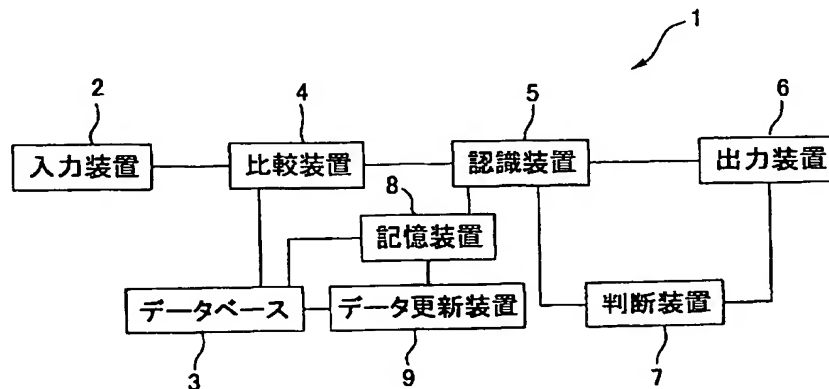 1
2 4 5 6
入力装置 比較装置 認識装置 出力装置
8
記憶装置
データベース データ更新装置 判断装置
3 9 7